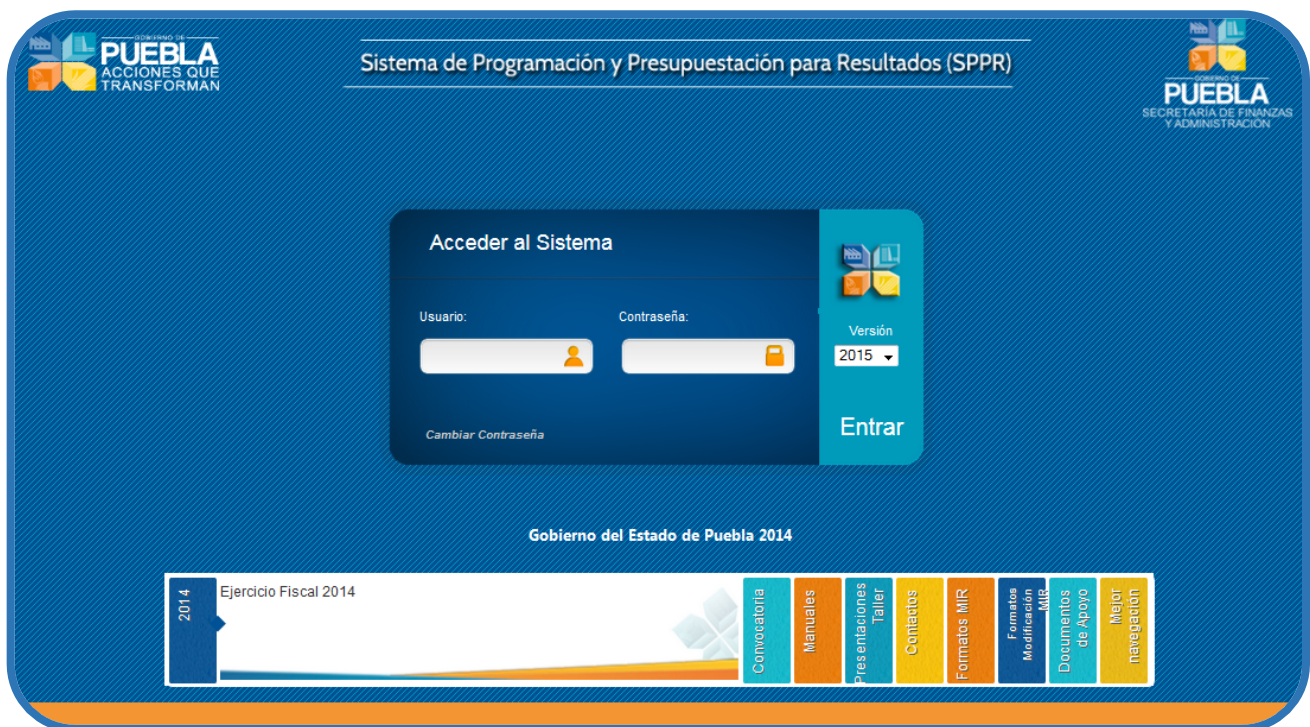 GOBIERNO DE
PUEBLA
ACCIONES QUE
TRANSFORMAN
Sistema de Programación y Presupuestación para Resultados (SPPR)
GOBIERNO DE
PUEBLA
SECRETARÍA DE FINANZAS
Y ADMINISTRACIÓN
Acceder al Sistema
Usuario:
Contraseña:
Versión
2015
Cambiar Contraseña
Entrar
Gobierno del Estado de Puebla 2014
2014
Ejercicio Fiscal 2014
Convocatoria
Manuales
Presentaciones
Taller
Contactos
Formatos MIR
Formatos
Modificación
MIR
Documentos
de Apoyo
Mejor
navegación